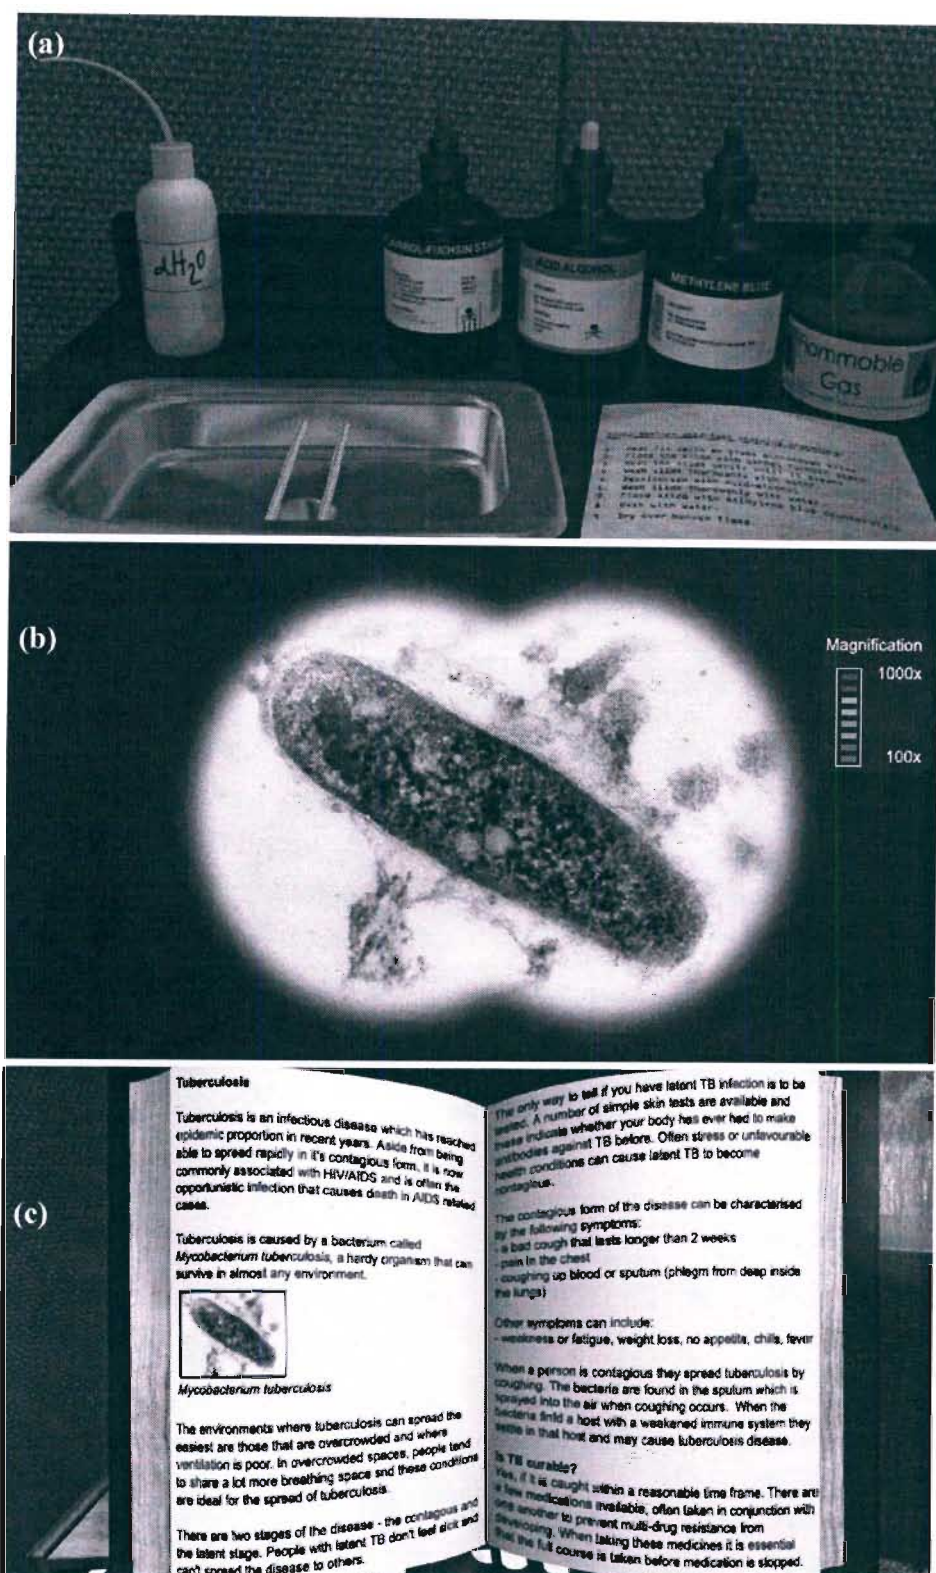 (a)
dH₂O
CARBOL-FUCHSIN STAIN
ACID ALCOHOL
METHYLENE BLUE
Flammable
Gas
with water.
(b)
Magnification
1000x
100x
(c)
Tuberculosis
Tuberculosis is an infectious disease which has reached
epidemic proportion in recent years. Aside from being
able to spread rapidly in it's contagious form, it is now
commonly associated with HIV/AIDS and is often the
opportunistic infection that causes death in AIDS related
cases.
Tuberculosis is caused by a bacterium called
Mycobacterium tuberculosis, a hardy organism that can
survive in almost any environment.
Mycobacterium tuberculosis
The environments where tuberculosis can spread the
easiest are those that are overcrowded and where
ventilation is poor. In overcrowded spaces, people tend
to share a lot more breathing space snd these conditions
are ideal for the spread of tuberculosis.
There are two stages of the disease - the contagious and
the latent stage. People with latent TB don't feel sick and
can't spread the disease to others.
The only way to tell if you have latent TB infection is to be
tested. A number of simple skin tests are available and
these indicate whether your body has ever had to make
antibodies against TB before. Often stress or unfavourable
health conditions can cause latent TB to become
contagious.
The contagious form of the disease can be characterised
by the following symptoms:
- a bad cough that lasts longer than 2 weeks
- pain in the chest
- coughing up blood or sputum (phlegm from deep inside
the lungs)
Other symptoms can include:
- weakness or fatigue, weight loss, no appetite, chills, fever
When a person is contagious they spread tuberculosis by
coughing. The bacteria are found in the sputum which is
sprayed into the air when coughing occurs. When the
bacteria find a host with a weakened immune system they
settle in that host and may cause tuberculosis disease.
Is TB curable?
Yes, if it is caught within a reasonable time frame. There are
a few medications available, often taken in conjunction with
one another to prevent multi-drug resistance from
developing. When taking these medicines it is essential
that the full course is taken before medication is stopped.